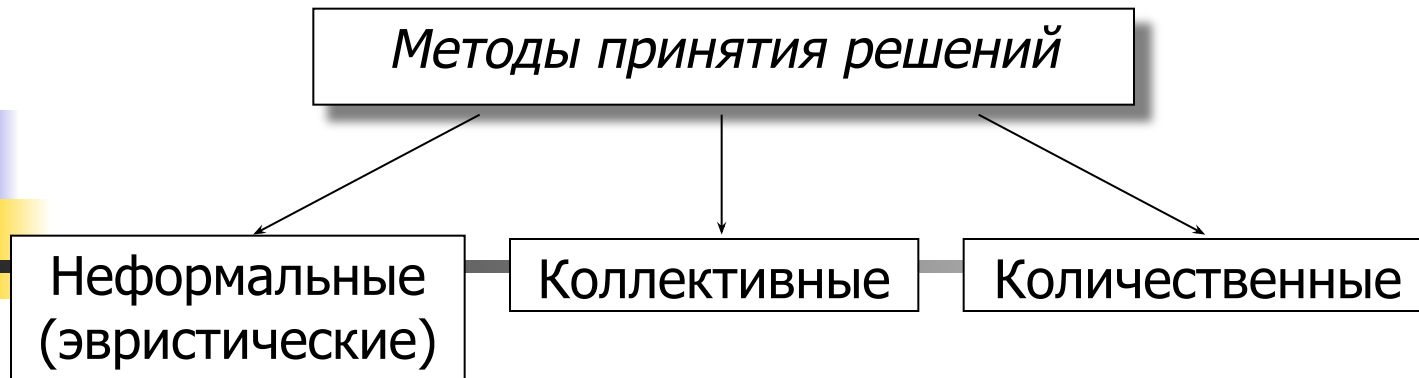 Методы принятия решений
Неформальные
(эвристические)
Коллективные
Количественные